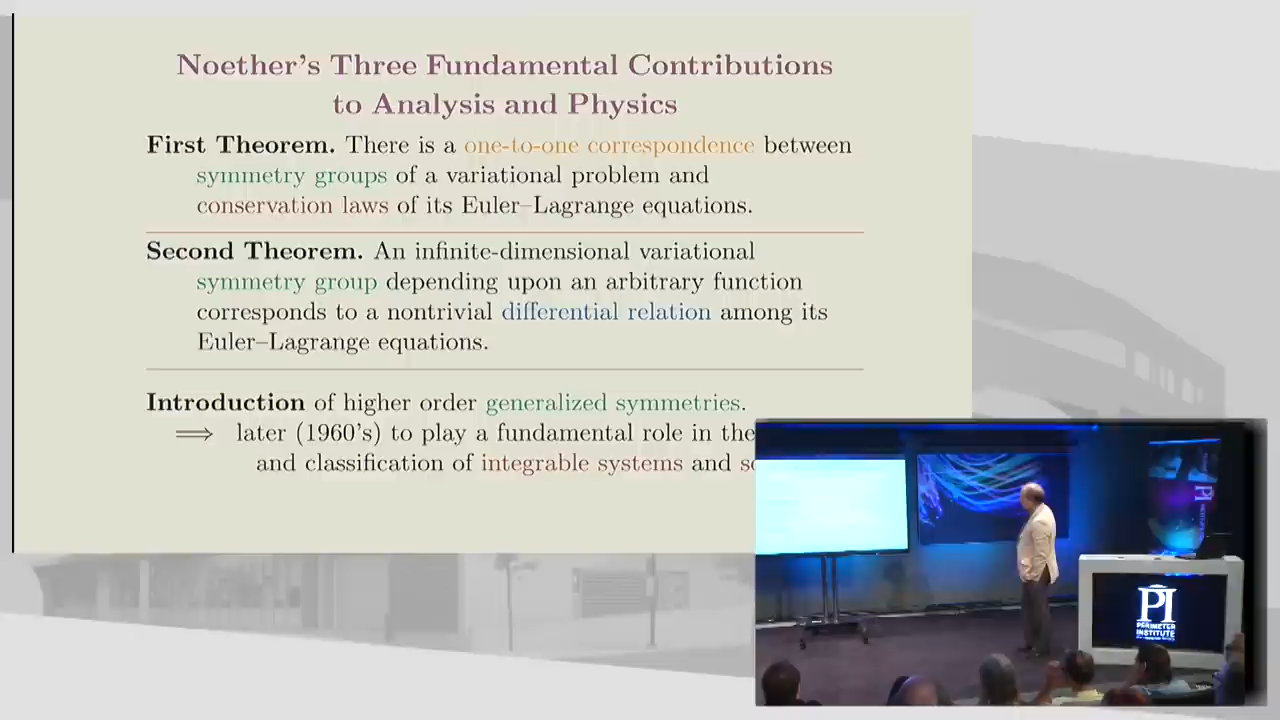 Noether's Three Fundamental Contributions
to Analysis and Physics
First Theorem. There is a one-to-one correspondence between
symmetry groups of a variational problem and
conservation laws of its Euler–Lagrange equations.
Second Theorem. An infinite-dimensional variational
symmetry group depending upon an arbitrary function
corresponds to a nontrivial differential relation among its
Euler–Lagrange equations.
Introduction of higher order generalized symmetries.
⟹ later (1960's) to play a fundamental role in the
and classification of integrable systems and
PI
PI
PERIMETER
INSTITUTE